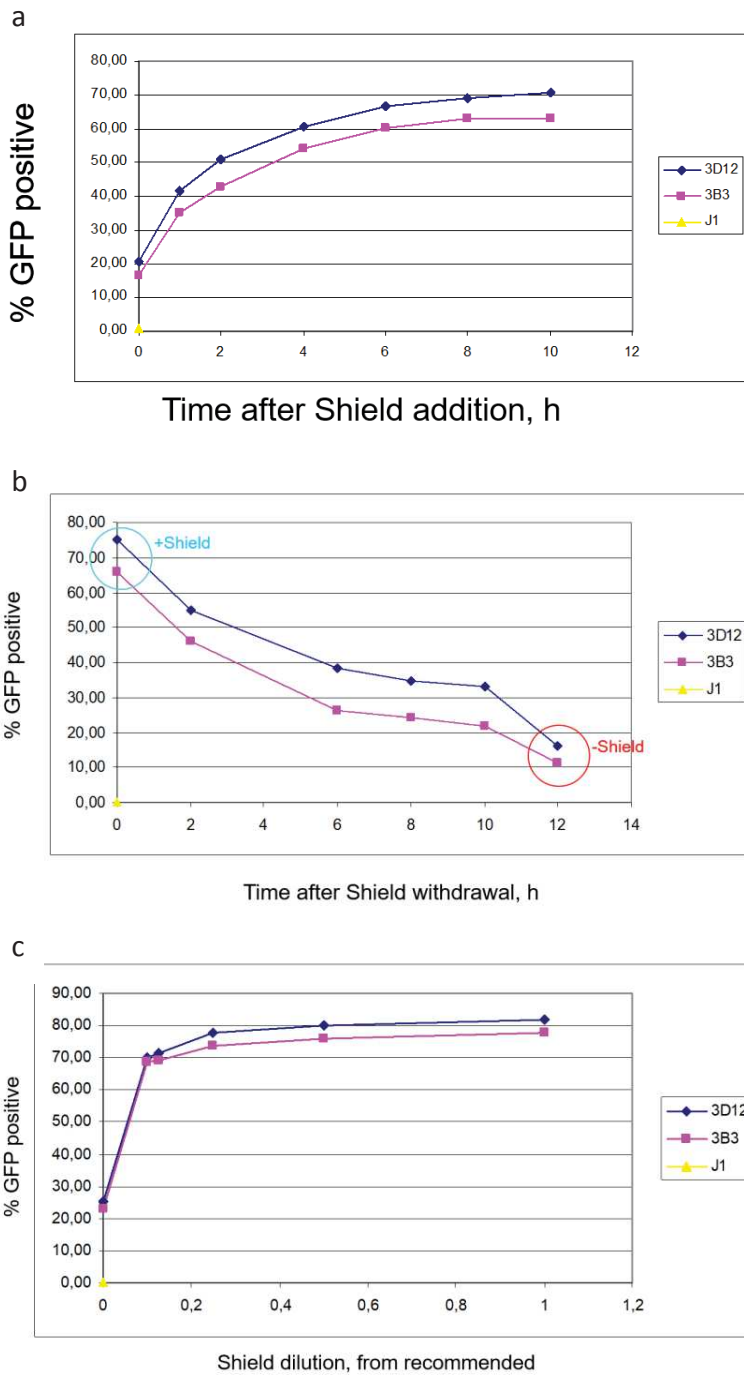 a
80,00
70,00
60,00
50,00
40,00
30,00
20,00
10,00
0,00
% GFP positive
0 2 4 6 8 10 12
Time after Shield addition, h
3D12
3B3
J1
b
80,00
70,00
60,00
50,00
40,00
30,00
20,00
10,00
0,00
% GFP positive
+Shield
-Shield
0 2 4 6 8 10 12 14
Time after Shield withdrawal, h
3D12
3B3
J1
c
90,00
80,00
70,00
60,00
50,00
40,00
30,00
20,00
10,00
0,00
% GFP positive
0 0,2 0,4 0,6 0,8 1 1,2
Shield dilution, from recommended
3D12
3B3
J1